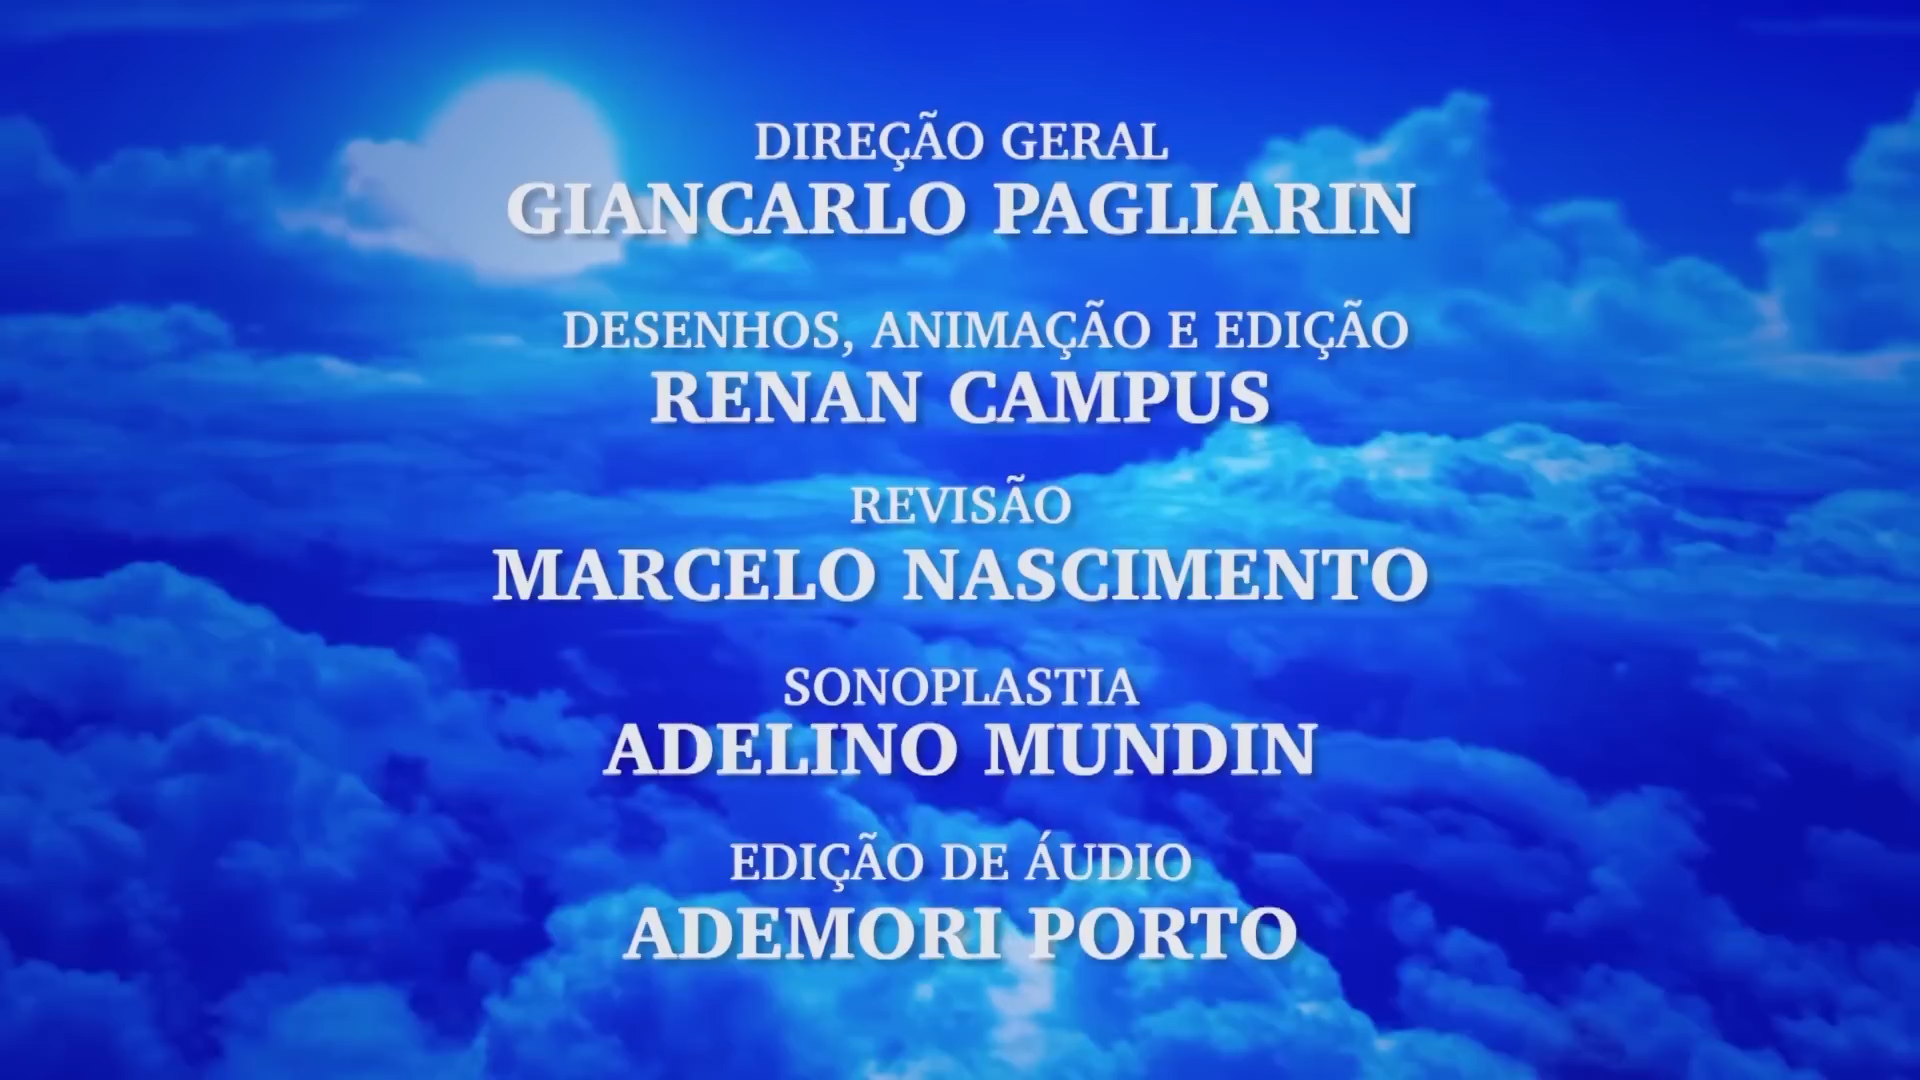 DIREÇÃO GERAL
GIANCARLO PAGLIARIN
DESENHOS, ANIMAÇÃO E EDIÇÃO
RENAN CAMPUS
REVISÃO
MARCELO NASCIMENTO
SONOPLASTIA
ADELINO MUNDIN
EDIÇÃO DE ÁUDIO
ADEMORI PORTO